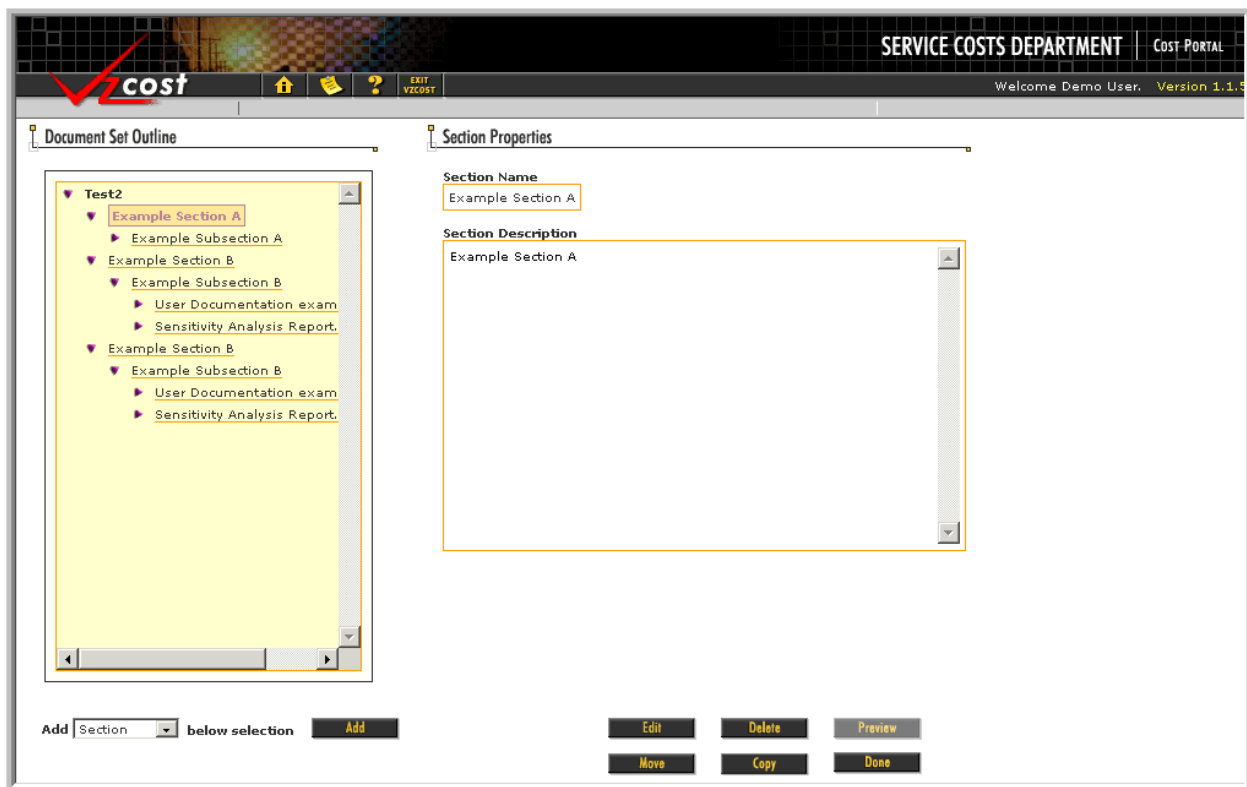 SERVICE COSTS DEPARTMENT | COST PORTAL
vzcost
?
EXIT
VZCOST
Welcome Demo User. Version 1.1.5
Document Set Outline
Test2
Example Section A
Example Subsection A
Example Section B
Example Subsection B
User Documentation exam
Sensitivity Analysis Report.
Example Section B
Example Subsection B
User Documentation exam
Sensitivity Analysis Report.
Add Section below selection Add
Section Properties
Section Name
Example Section A
Section Description
Example Section A
Edit Delete Preview
Move Copy Done